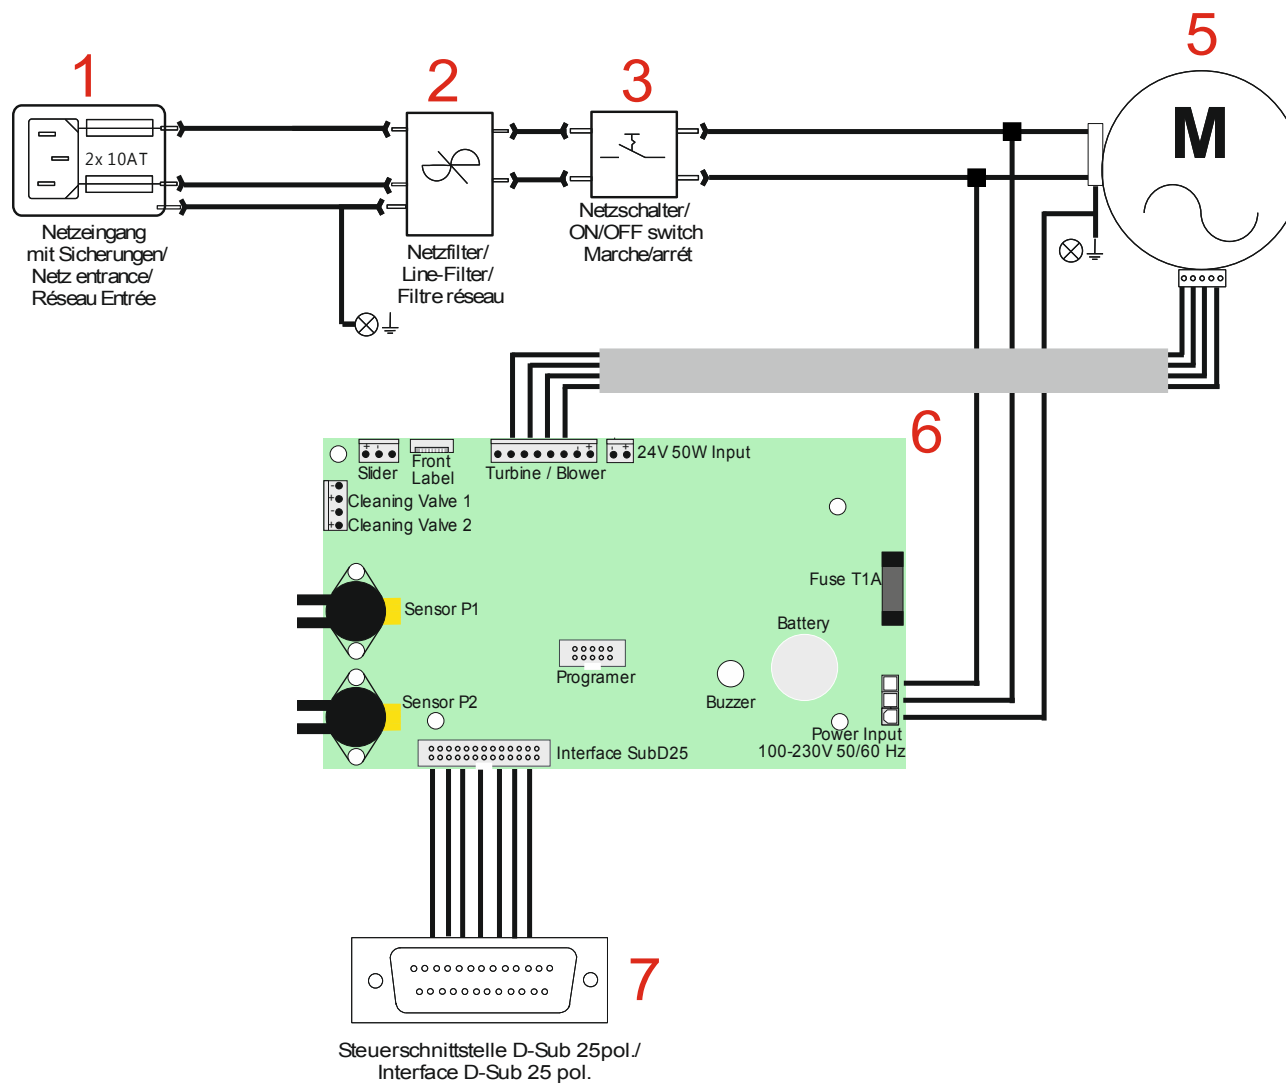 1
2
3
5
2x 10AT
M
Netzeingang
mit Sicherungen/
Netz entrance/
Réseau Entrée
Netzfilter/
Line-Filter/
Filtre réseau
Netzschalter/
ON/OFF switch
Marche/arrét
6
Slider
Front
Label
Turbine / Blower
24V 50W Input
Cleaning Valve 1
Cleaning Valve 2
Fuse T1A
Sensor P1
Battery
Programer
Sensor P2
Buzzer
Power Input
100-230V 50/60 Hz
Interface SubD25
7
Steuerschnittstelle D-Sub 25pol./
Interface D-Sub 25 pol.